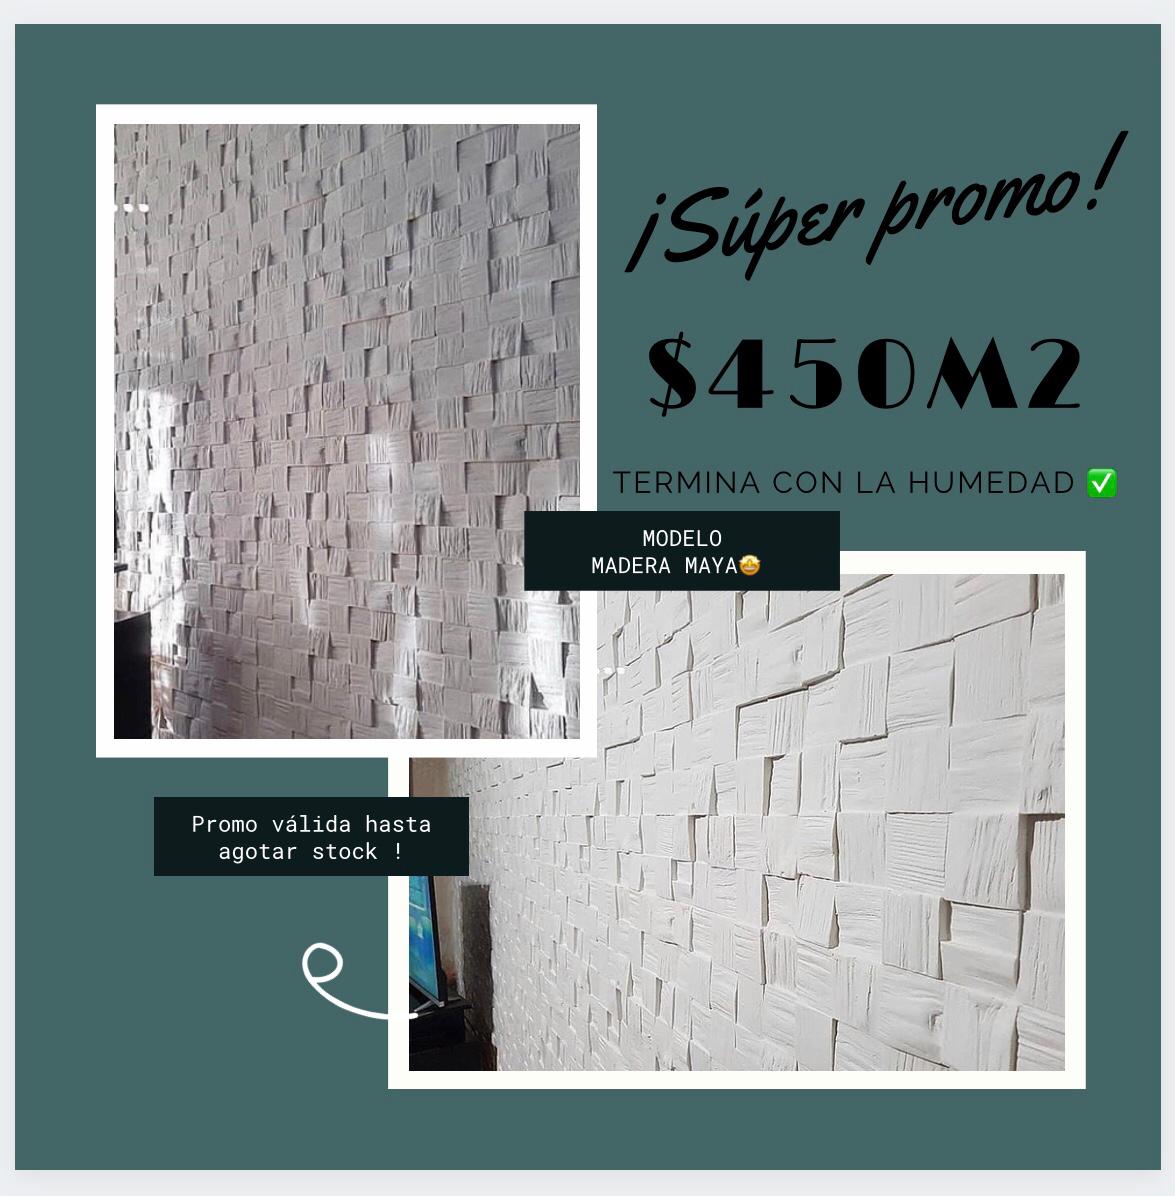 ¡Súper promo!
$450M2
TERMINA CON LA HUMEDAD ✅
MODELO
MADERA MAYA🤩
Promo válida hasta
agotar stock !